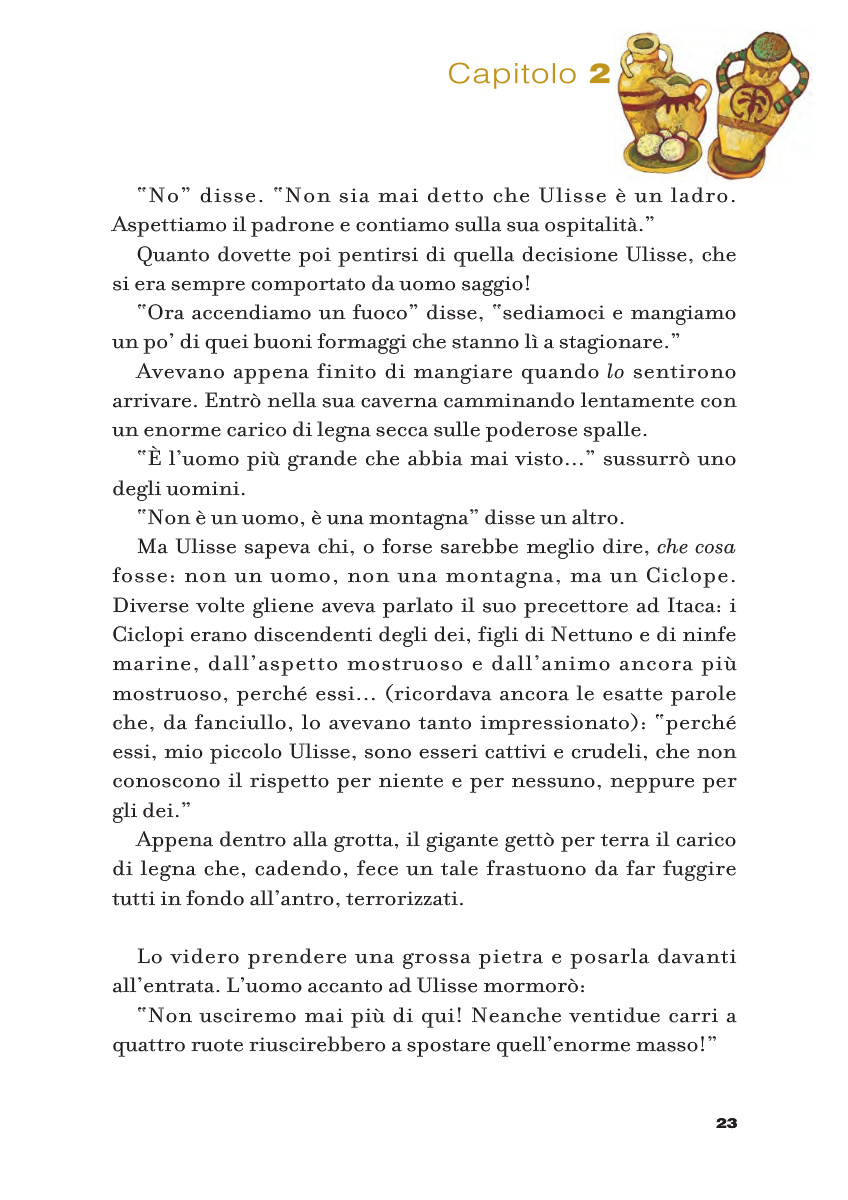 Capitolo 2
“No” disse. “Non sia mai detto che Ulisse è un ladro.
Aspettiamo il padrone e contiamo sulla sua ospitalità.”
Quanto dovette poi pentirsi di quella decisione Ulisse, che
si era sempre comportato da uomo saggio!
“Ora accendiamo un fuoco” disse, “sediamoci e mangiamo
un po’ di quei buoni formaggi che stanno lì a stagionare.”
Avevano appena finito di mangiare quando lo sentirono
arrivare. Entrò nella sua caverna camminando lentamente con
un enorme carico di legna secca sulle poderose spalle.
“È l’uomo più grande che abbia mai visto...” sussurrò uno
degli uomini.
“Non è un uomo, è una montagna” disse un altro.
Ma Ulisse sapeva chi, o forse sarebbe meglio dire, che cosa
fosse: non un uomo, non una montagna, ma un Ciclope.
Diverse volte gliene aveva parlato il suo precettore ad Itaca: i
Ciclopi erano discendenti degli dei, figli di Nettuno e di ninfe
marine, dall’aspetto mostruoso e dall’animo ancora più
mostruoso, perché essi... (ricordava ancora le esatte parole
che, da fanciullo, lo avevano tanto impressionato): “perché
essi, mio piccolo Ulisse, sono esseri cattivi e crudeli, che non
conoscono il rispetto per niente e per nessuno, neppure per
gli dei.”
Appena dentro alla grotta, il gigante gettò per terra il carico
di legna che, cadendo, fece un tale frastuono da far fuggire
tutti in fondo all’antro, terrorizzati.
Lo videro prendere una grossa pietra e posarla davanti
all’entrata. L’uomo accanto ad Ulisse mormorò:
“Non usciremo mai più di qui! Neanche ventidue carri a
quattro ruote riuscirebbero a spostare quell’enorme masso!”
23